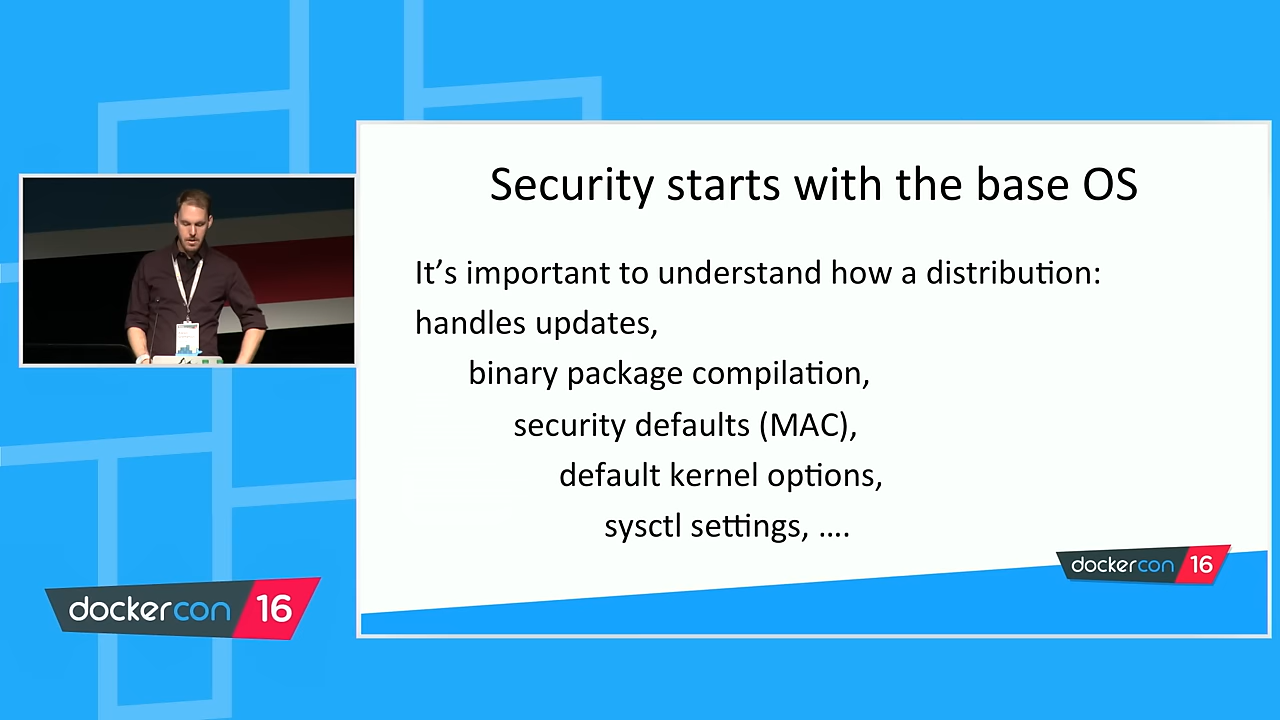 Security starts with the base OS
It's important to understand how a distribution:
handles updates,
binary package compilation,
security defaults (MAC),
default kernel options,
sysctl settings, ....
dockercon 16
dockercon 16